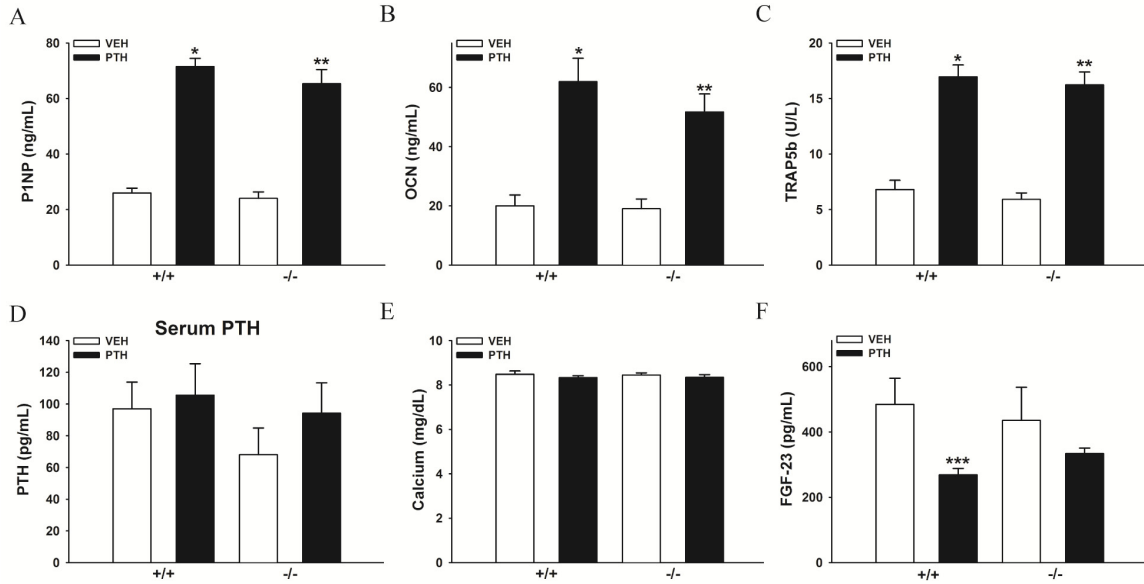 A
VEH
PTH
P1NP (ng/mL)
80
60
40
20
0
*
**
+/+
-/-
B
VEH
PTH
OCN (ng/mL)
60
40
20
0
*
**
+/+
-/-
C
VEH
PTH
TRAP5b (U/L)
20
15
10
5
0
*
**
+/+
-/-
D
Serum PTH
VEH
PTH
PTH (pg/mL)
140
120
100
80
60
40
20
0
+/+
-/-
E
VEH
PTH
Calcium (mg/dL)
10
8
6
4
2
0
+/+
-/-
F
VEH
PTH
FGF-23 (pg/mL)
600
400
200
0
***
+/+
-/-